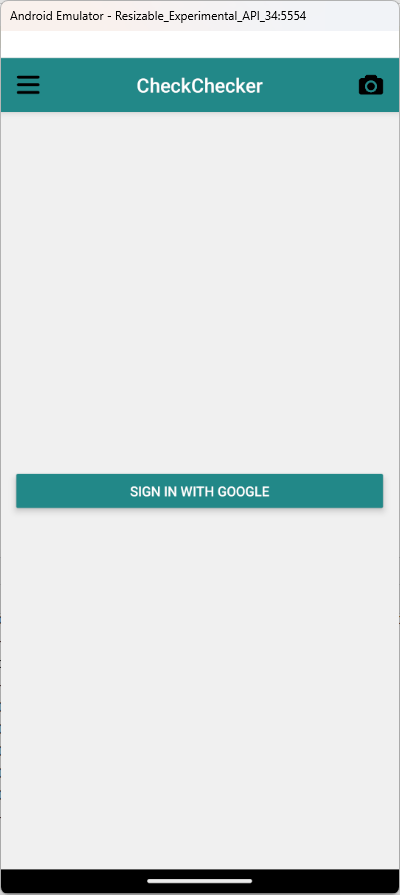 Android Emulator - Resizable_Experimental_API_34:5554
CheckChecker
SIGN IN WITH GOOGLE